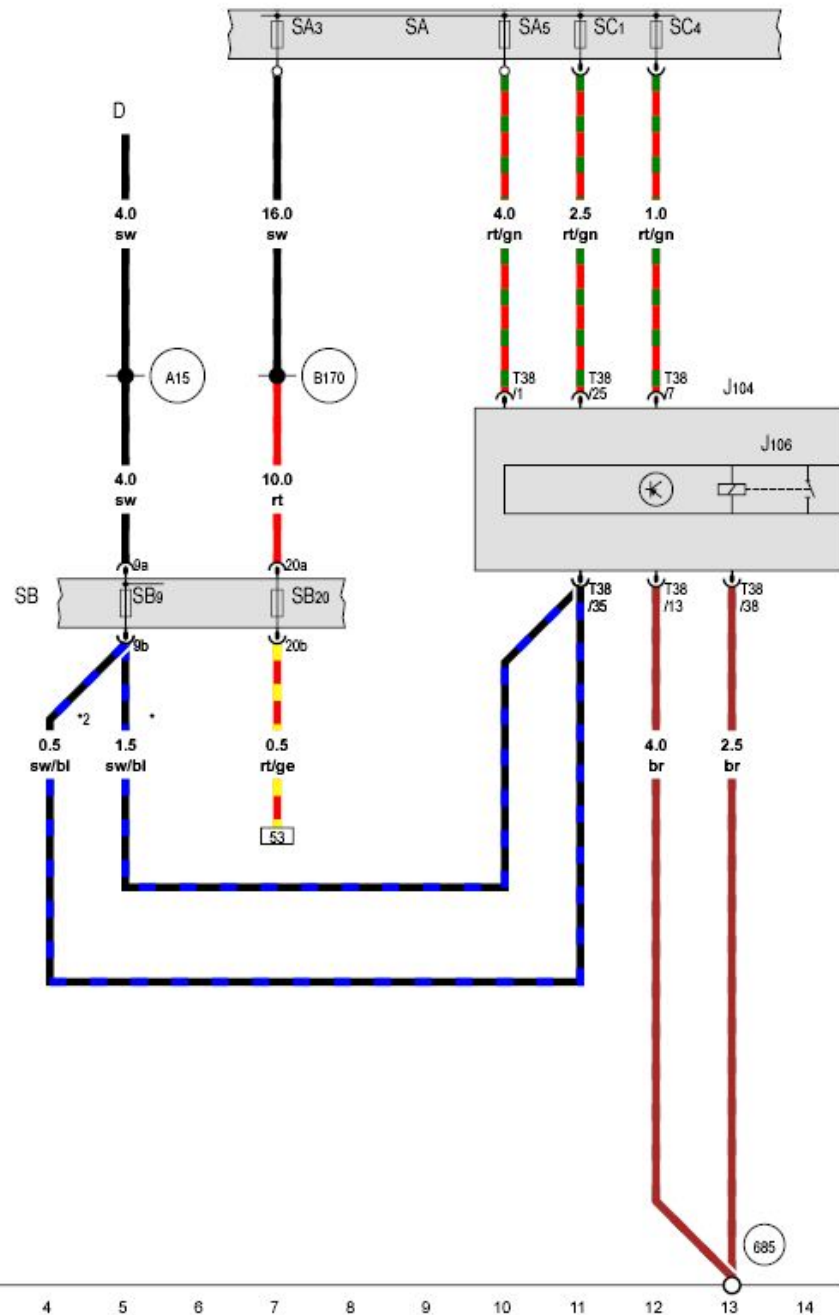 SA3 SA SA5 SC1 SC4
D
4.0 16.0 4.0 2.5 1.0
sw sw rt/gn rt/gn rt/gn
A15 B170
T38 T38 T38
/1 /25 /7
J104
J106
4.0 10.0
sw rt
9a 20a
SB SB9 SB20
T38 T38 T38
/35 /13 /38
9b 20b
*2 *
0.5 1.5 0.5 4.0 2.5
sw/bl sw/bl rt/ge br br
53
685
4 5 6 7 8 9 10 11 12 13 14